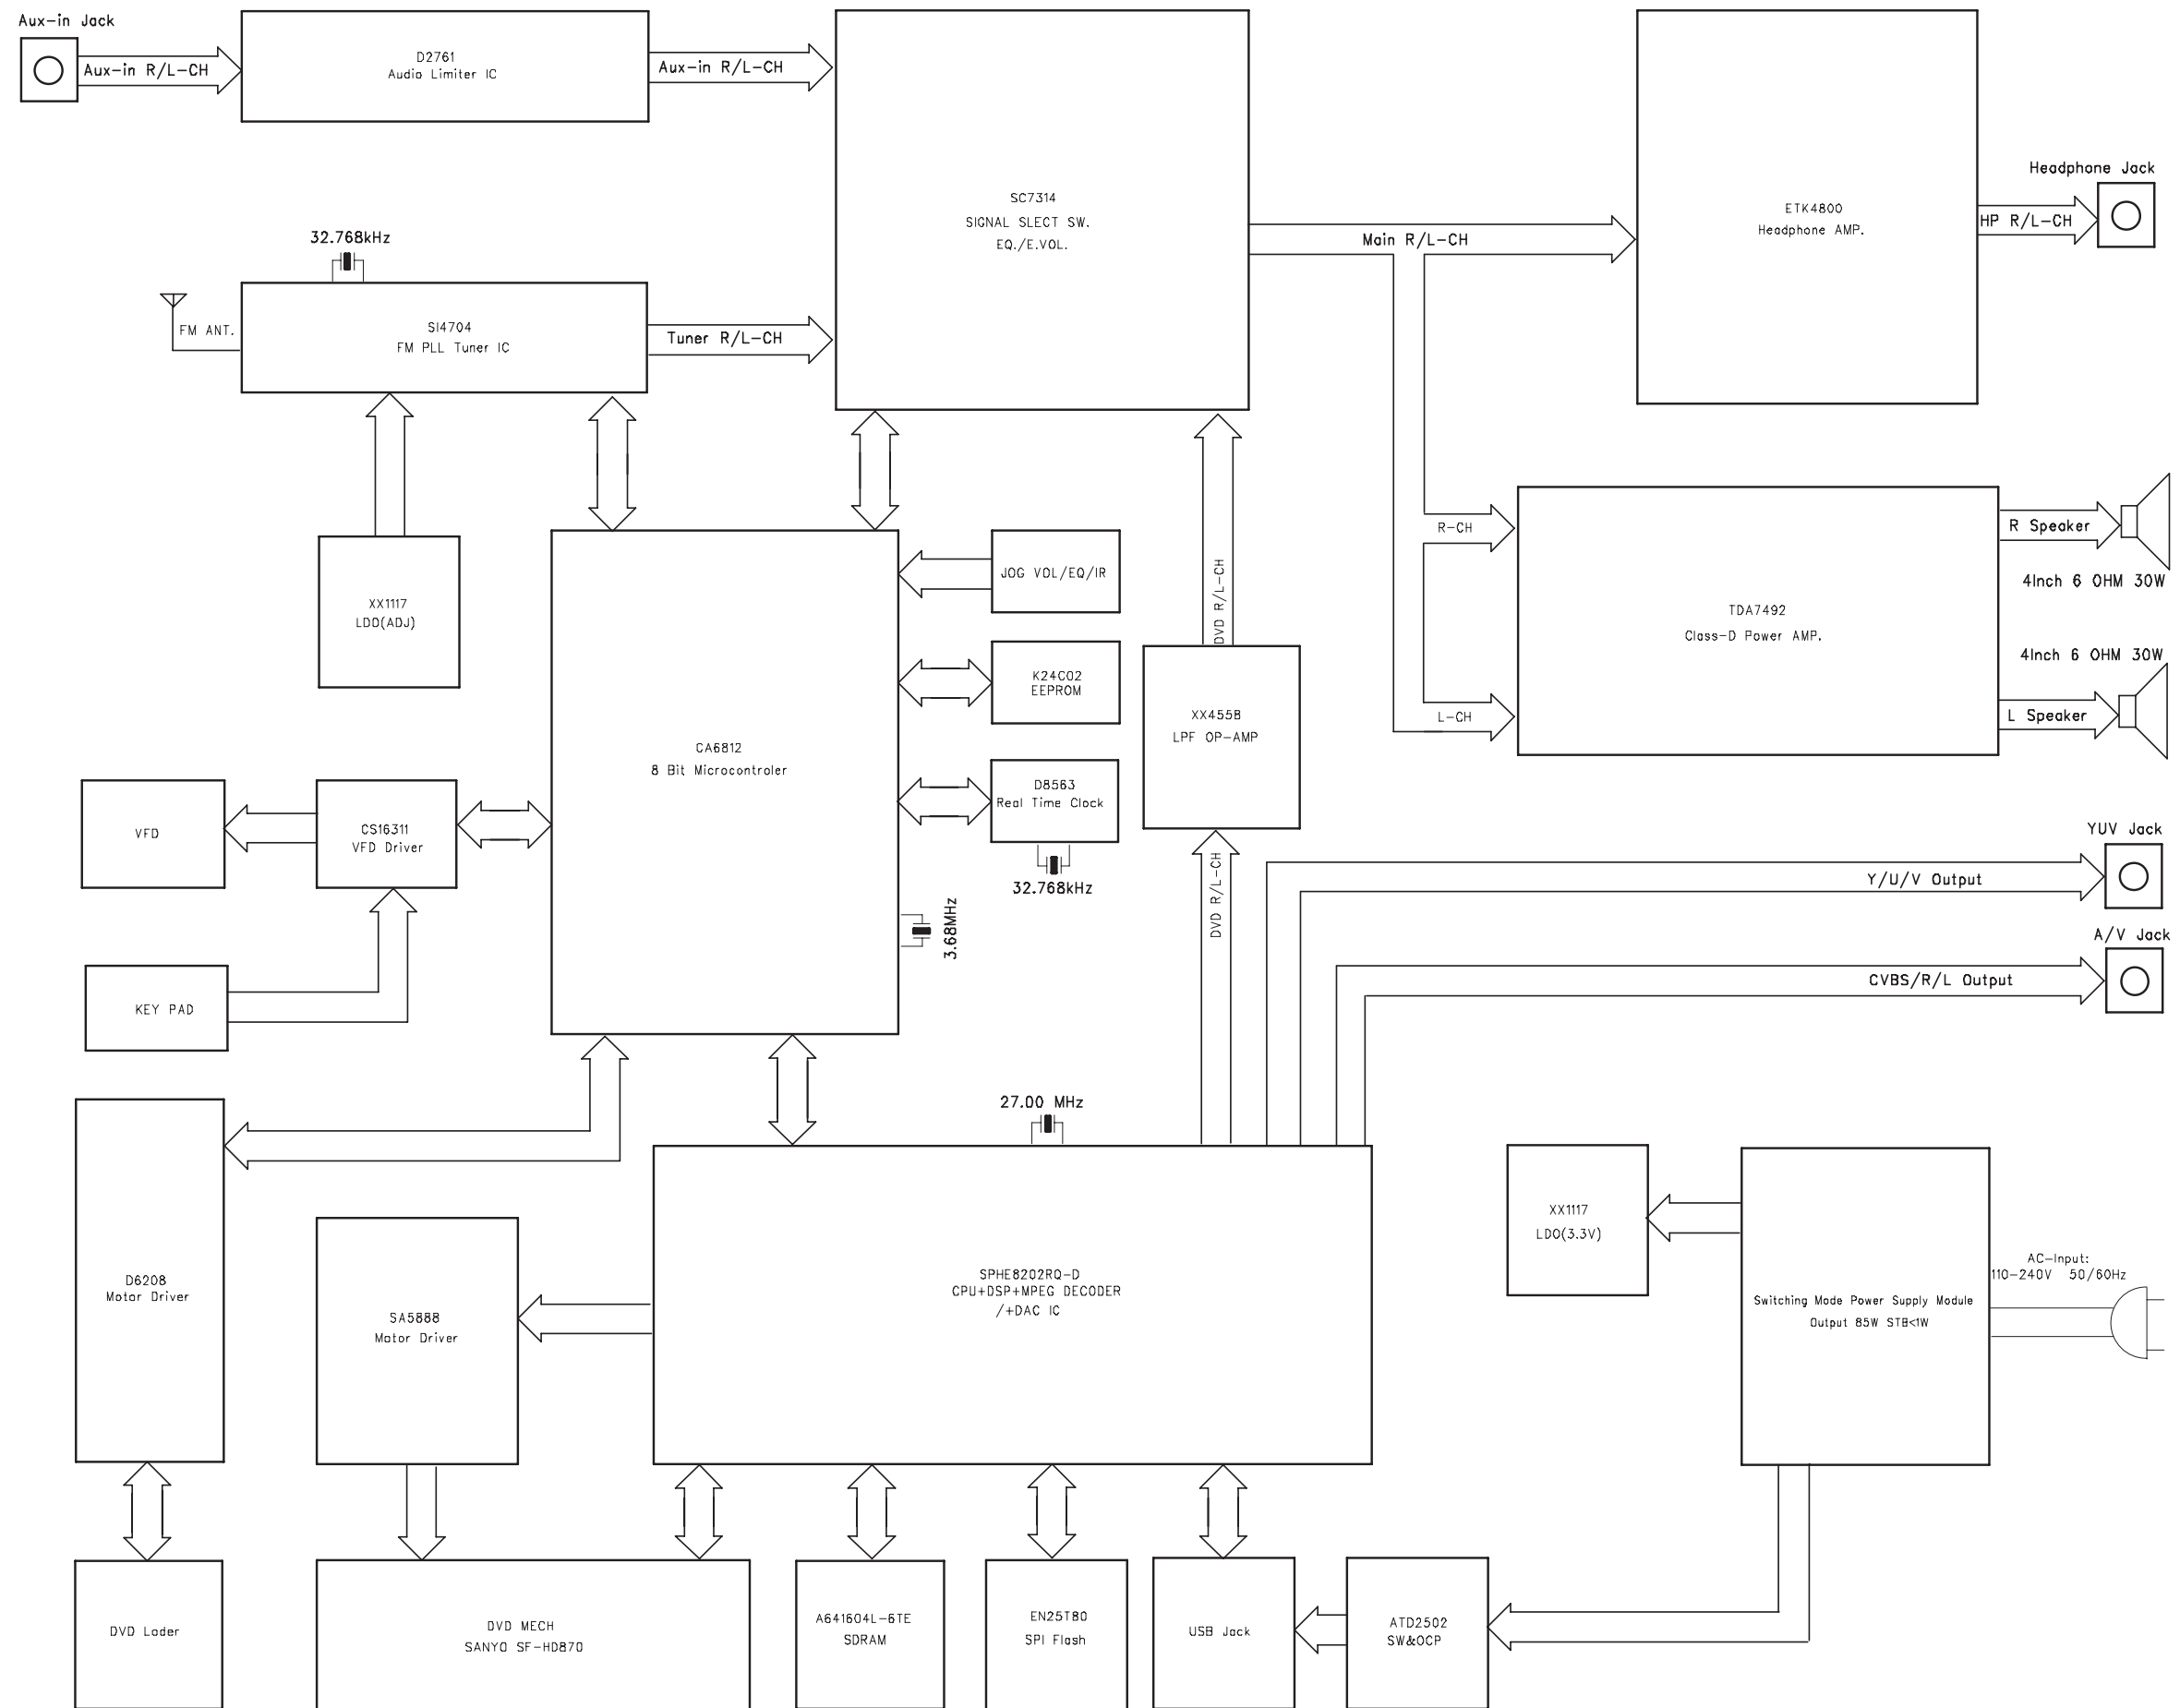 Aux-in Jack
Aux-in R/L-CH
D2761
Audio Limiter IC
Aux-in R/L-CH
SC7314
SIGNAL SLECT SW.
EQ./E.VOL.
Main R/L-CH
ETK4800
Headphone AMP.
Headphone Jack
HP R/L-CH
32.768kHz
FM ANT.
SI4704
FM PLL Tuner IC
Tuner R/L-CH
XX1117
LDO(ADJ)
JOG VOL/EQ/IR
K24C02
EEPROM
D8563
Real Time Clock
32.768kHz
3.68MHz
CA6812
8 Bit Microcontroler
DVD R/L-CH
XX455B
LPF OP-AMP
DVD R/L-CH
R-CH
L-CH
TDA7492
Class-D Power AMP.
R Speaker
4Inch 6 OHM 30W
4Inch 6 OHM 30W
L Speaker
VFD
CS16311
VFD Driver
KEY PAD
YUV Jack
Y/U/V Output
A/V Jack
CVBS/R/L Output
27.00 MHz
D6208
Motor Driver
SA5888
Motor Driver
SPHE8202RQ-D
CPU+DSP+MPEG DECODER
/+DAC IC
XX1117
LDO(3.3V)
Switching Mode Power Supply Module
Output 85W STB<1W
AC-Input:
110-240V 50/60Hz
DVD Loder
DVD MECH
SANYO SF-HD870
A641604L-6TE
SDRAM
EN25T80
SPI Flash
USB Jack
ATD2502
SW&OCP